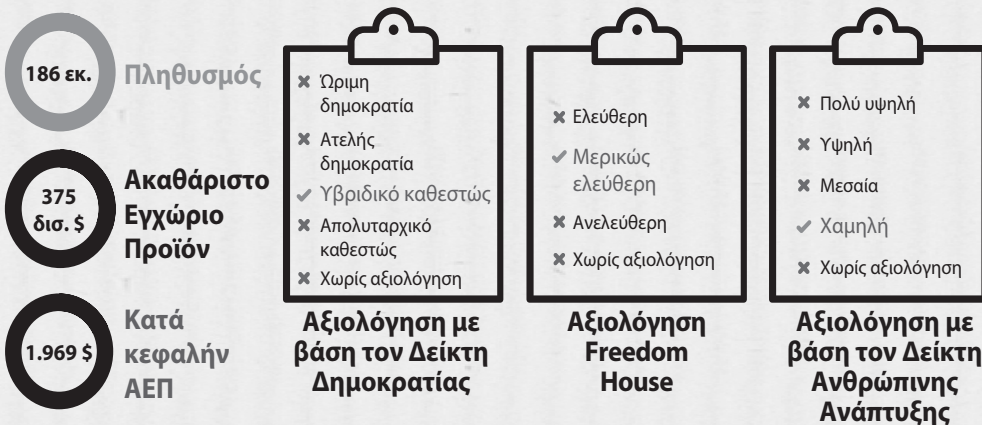 186 εκ.
Πληθυσμός
375
δισ. $
Ακαθάριστο
Εγχώριο
Προϊόν
1.969 $
Κατά
κεφαλήν
ΑΕΠ
Ώριμη
δημοκρατία
Ατελής
δημοκρατία
Υβριδικό καθεστώς
Απολυταρχικό
καθεστώς
Χωρίς αξιολόγηση
Αξιολόγηση με
βάση τον Δείκτη
Δημοκρατίας
Ελεύθερη
Μερικώς
ελεύθερη
Ανελεύθερη
Χωρίς αξιολόγηση
Αξιολόγηση
Freedom
House
Πολύ υψηλή
Υψηλή
Μεσαία
Χαμηλή
Χωρίς αξιολόγηση
Αξιολόγηση με
βάση τον Δείκτη
Ανθρώπινης
Ανάπτυξης